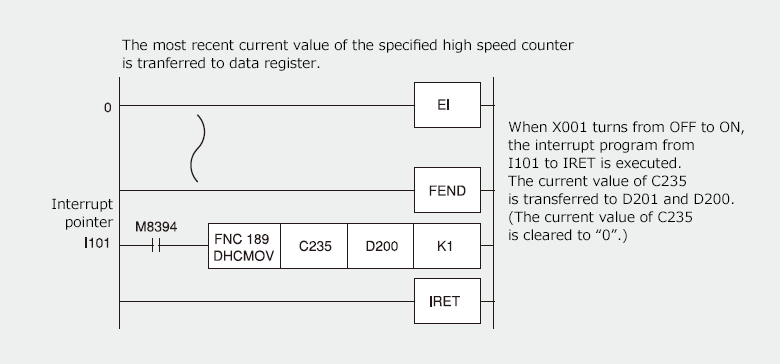 The most recent current value of the specified high speed counter
is tranferred to data register.
0
EI
When X001 turns from OFF to ON,
the interrupt program from
I101 to IRET is executed.
The current value of C235
is transferred to D201 and D200.
(The current value of C235
is cleared to “0”.)
FEND
Interrupt
pointer
I101
M8394
FNC 189
DHCMOV
C235
D200
K1
IRET